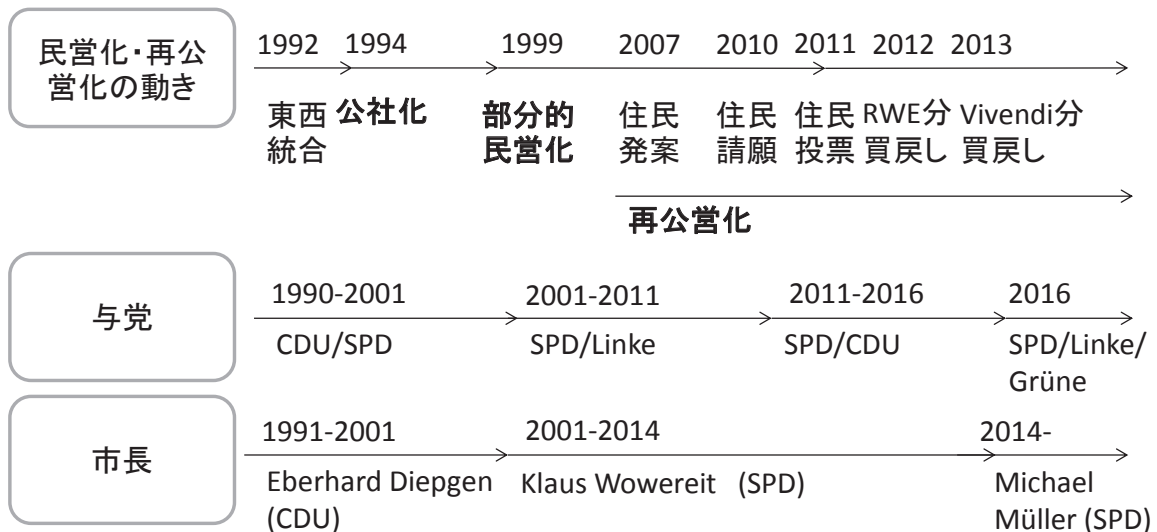 民営化・再公
営化の動き
1992 1994 1999 2007 2010 2011 2012 2013
東西 公社化 部分的 住民 住民 住民 RWE分 Vivendi分
統合 民営化 発案 請願 投票 買戻し 買戻し
再公営化
与党
1990-2001 2001-2011 2011-2016 2016
CDU/SPD SPD/Linke SPD/CDU SPD/Linke/
Grüne
市長
1991-2001 2001-2014 2014-
Eberhard Diepgen Klaus Wowereit (SPD) Michael
(CDU) Müller (SPD)